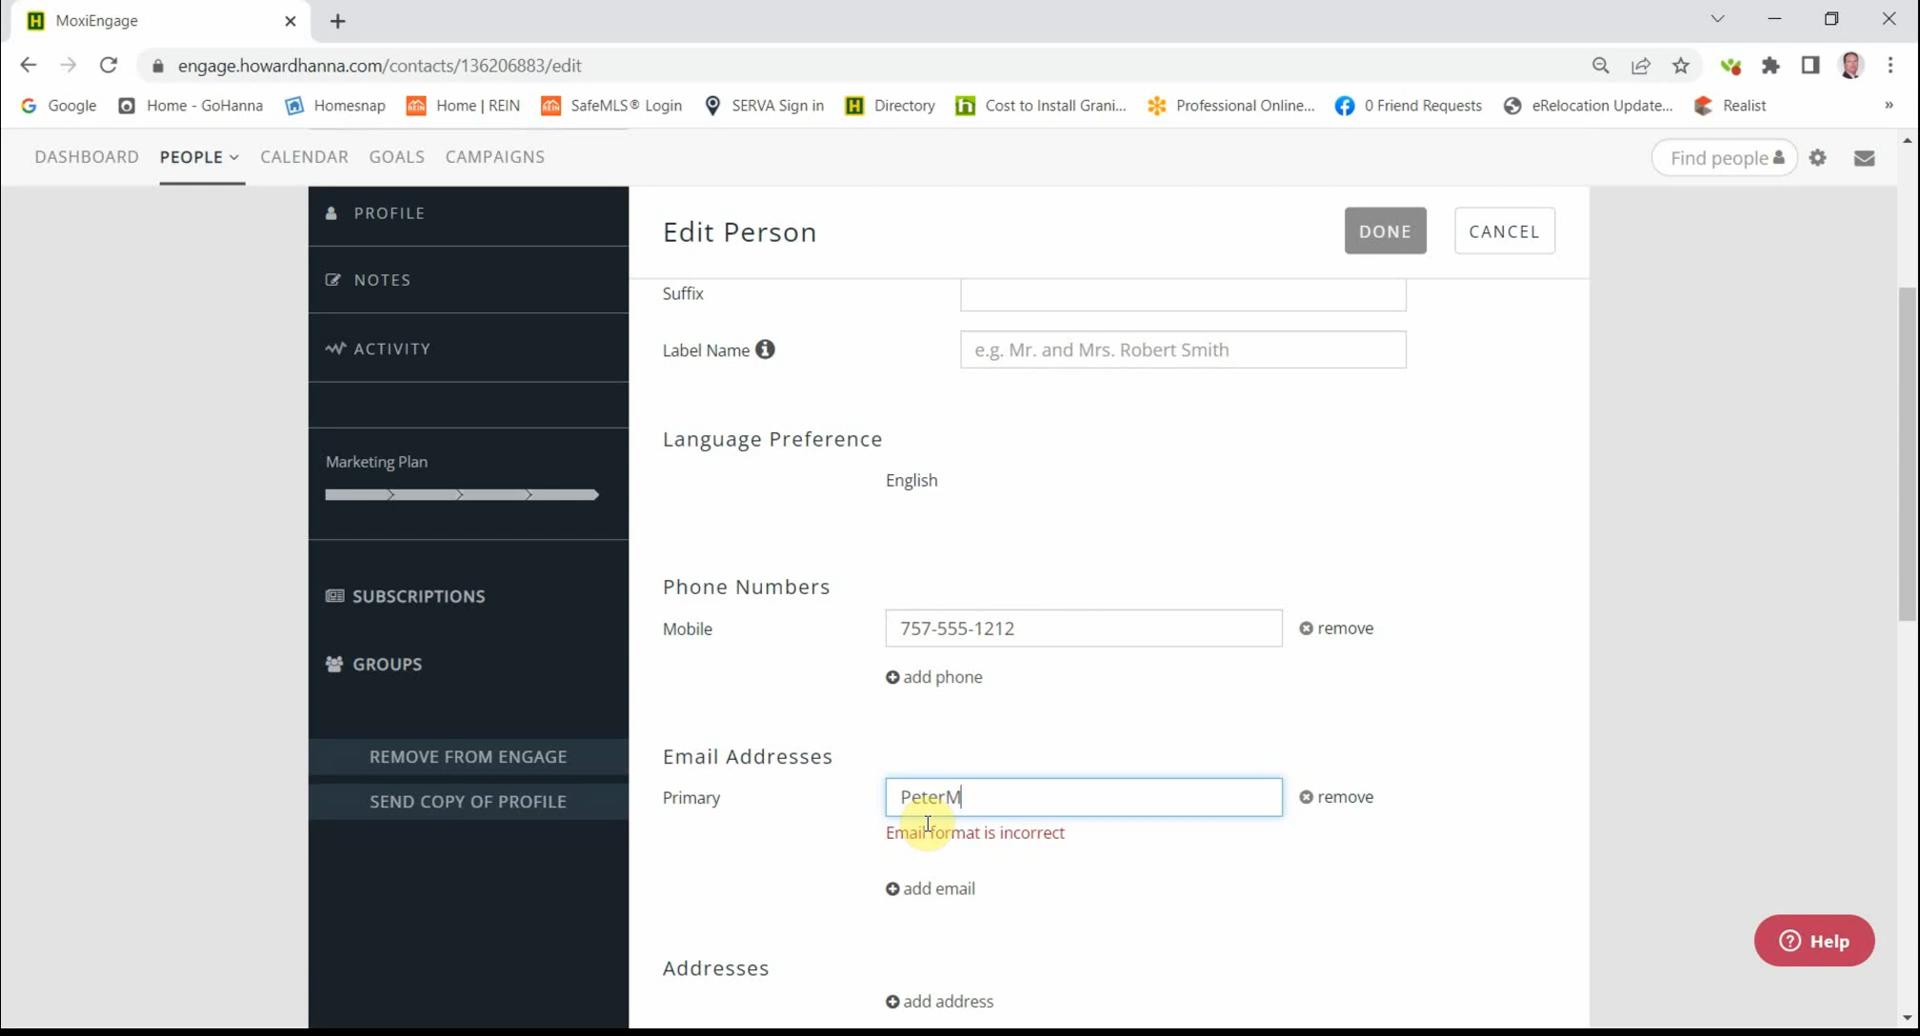 MoxiEngage
engage.howardhanna.com/contacts/136206883/edit
Google Home - GoHanna Homesnap Home | REIN SafeMLS® Login SERVA Sign in Directory Cost to Install Grani... Professional Online... 0 Friend Requests eRelocation Update... Realist »
DASHBOARD PEOPLE CALENDAR GOALS CAMPAIGNS Find people
PROFILE
NOTES
ACTIVITY
Marketing Plan
SUBSCRIPTIONS
GROUPS
REMOVE FROM ENGAGE
SEND COPY OF PROFILE
Edit Person DONE CANCEL
Suffix
Label Name e.g. Mr. and Mrs. Robert Smith
Language Preference
English
Phone Numbers
Mobile 757-555-1212 remove
add phone
Email Addresses
Primary PeterM remove
Email format is incorrect
add email
Addresses
add address
Help